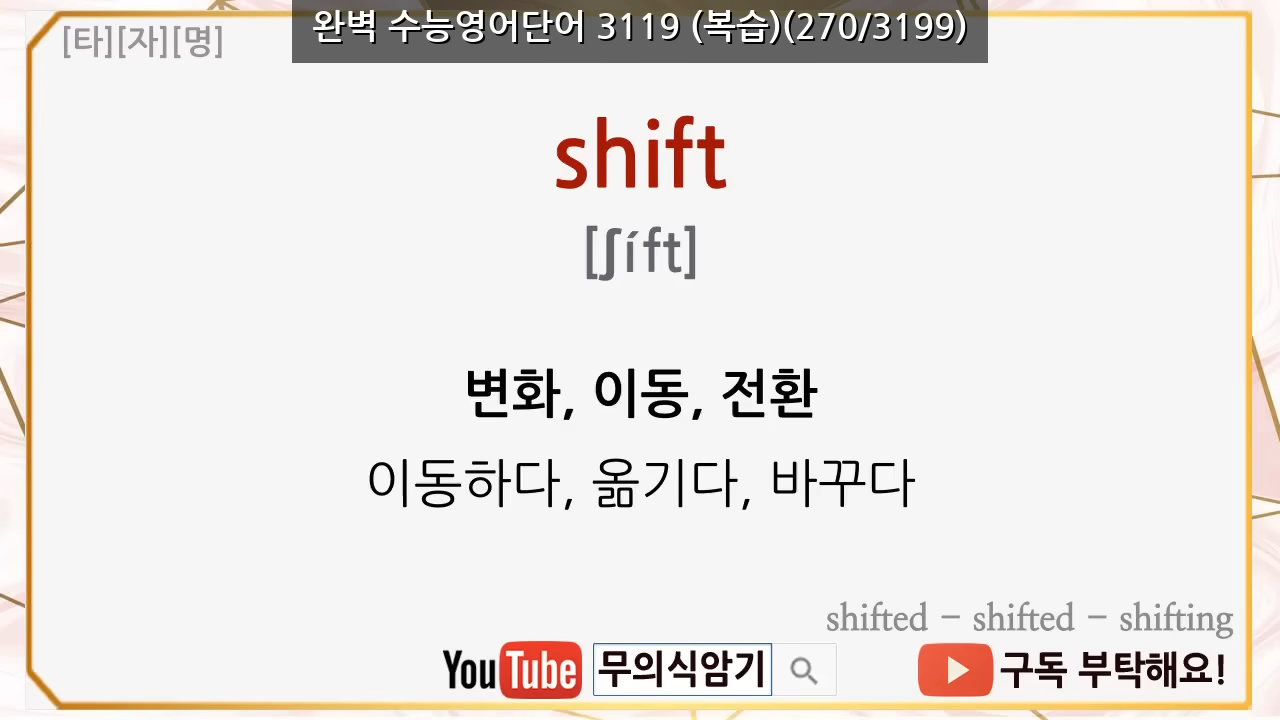 완벽 수능영어단어 3119 (복습)(270/3199)
[타][자][명]
shift
[ʃíft]
변화, 이동, 전환
이동하다, 옮기다, 바꾸다
shifted - shifted - shifting
YouTube 무의식암기 구독 부탁해요!